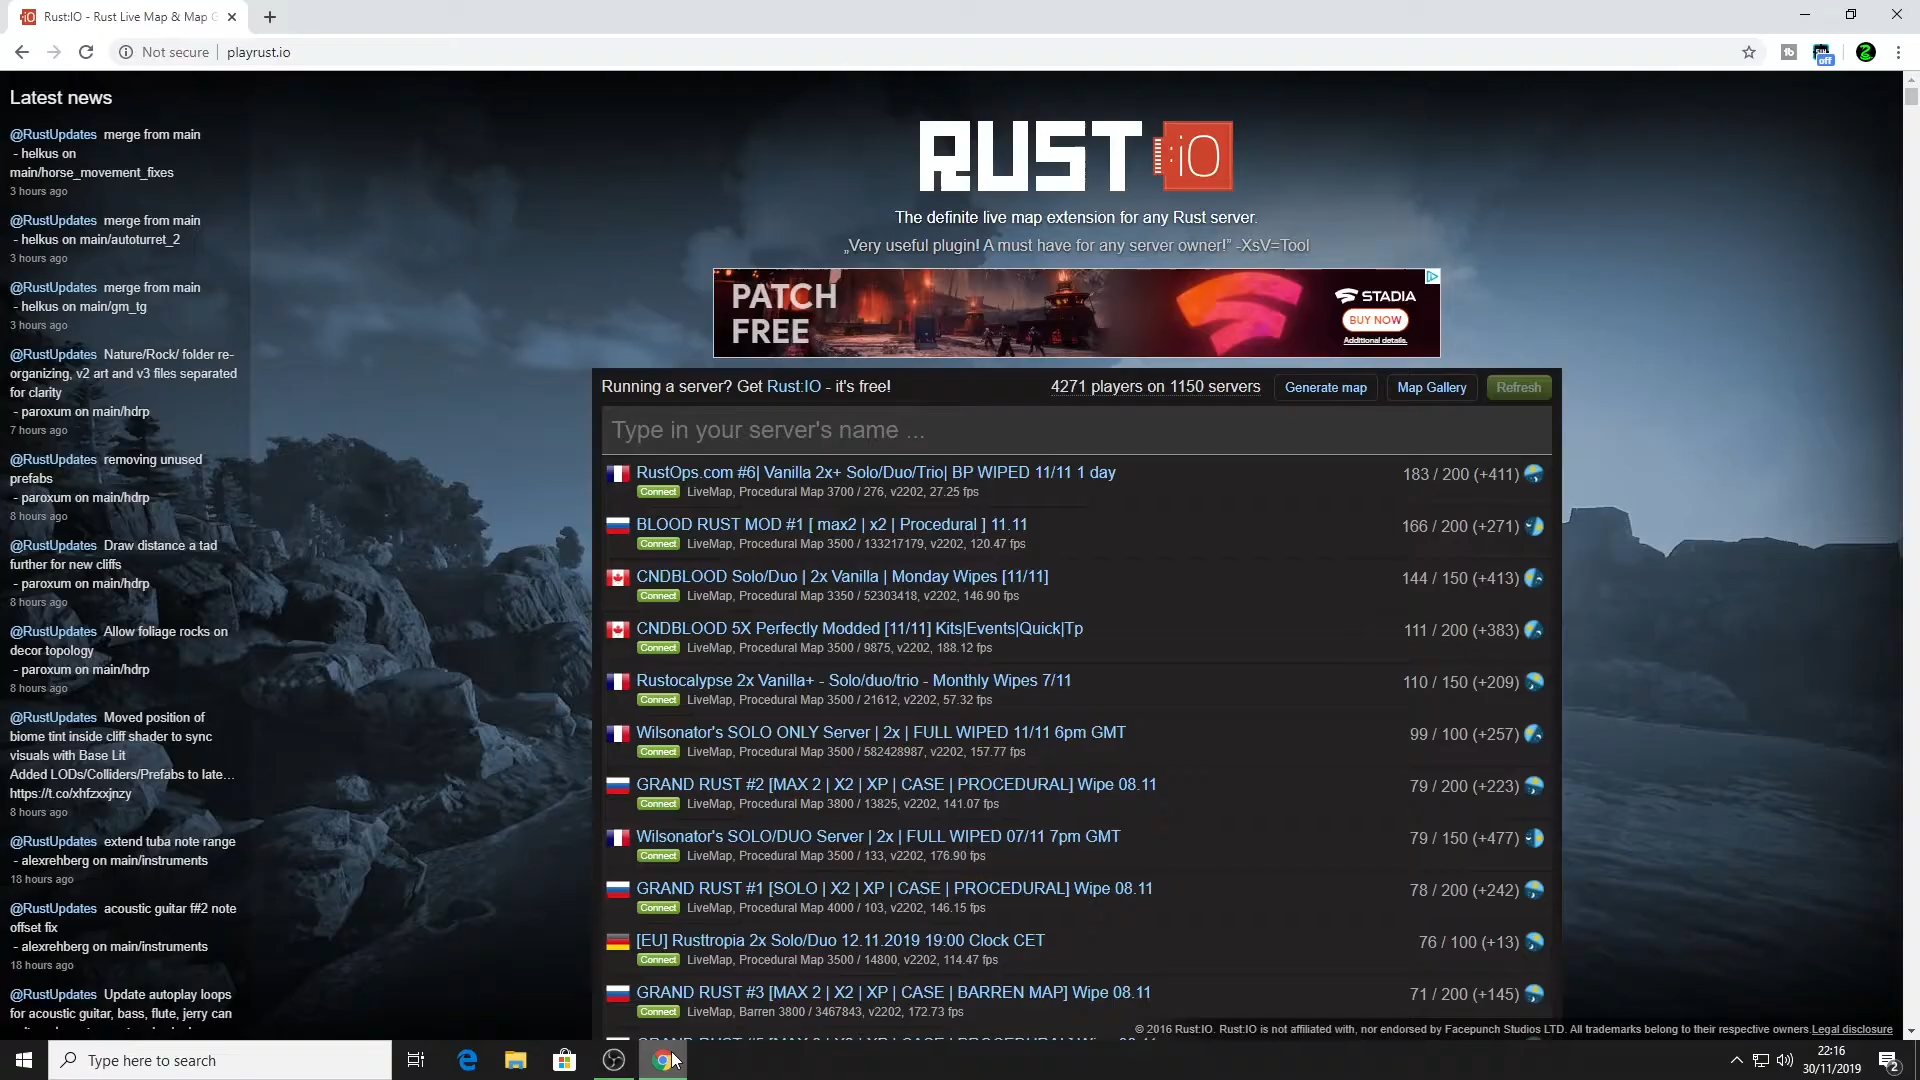 Rust:IO - Rust Live Map & Map G
Not secure
playrust.io
off
Latest news
@RustUpdates merge from main
- helkus on
main/horse_movement_fixes
3 hours ago
@RustUpdates merge from main
- helkus on main/autoturret_2
3 hours ago
@RustUpdates merge from main
- helkus on main/gm_tg
3 hours ago
@RustUpdates Nature/Rock/ folder re-
organizing, v2 art and v3 files separated
for clarity
- paroxum on main/hdrp
7 hours ago
@RustUpdates removing unused
prefabs
- paroxum on main/hdrp
8 hours ago
@RustUpdates Draw distance a tad
further for new cliffs
- paroxum on main/hdrp
8 hours ago
@RustUpdates Allow foliage rocks on
decor topology
- paroxum on main/hdrp
8 hours ago
@RustUpdates Moved position of
biome tint inside cliff shader to sync
visuals with Base Lit
Added LODs/Colliders/Prefabs to late...
https://t.co/xhfzxxjnzy
8 hours ago
@RustUpdates extend tuba note range
- alexrehberg on main/instruments
18 hours ago
@RustUpdates acoustic guitar f#2 note
offset fix
- alexrehberg on main/instruments
18 hours ago
@RustUpdates Update autoplay loops
for acoustic guitar, bass, flute, jerry can
RUST :iO
The definite live map extension for any Rust server.
„Very useful plugin! A must have for any server owner!” -XsV=Tool
PATCH
FREE
STADIA
BUY NOW
Additional details.
Running a server? Get Rust:IO - it's free!
4271 players on 1150 servers
Generate map
Map Gallery
Refresh
Type in your server's name ...
RustOps.com #6| Vanilla 2x+ Solo/Duo/Trio| BP WIPED 11/11 1 day
183 / 200 (+411)
Connect LiveMap, Procedural Map 3700 / 276, v2202, 27.25 fps
BLOOD RUST MOD #1 [ max2 | x2 | Procedural ] 11.11
166 / 200 (+271)
Connect LiveMap, Procedural Map 3500 / 133217179, v2202, 120.47 fps
CNDBLOOD Solo/Duo | 2x Vanilla | Monday Wipes [11/11]
144 / 150 (+413)
Connect LiveMap, Procedural Map 3350 / 52303418, v2202, 146.90 fps
CNDBLOOD 5X Perfectly Modded [11/11] Kits|Events|Quick|Tp
111 / 200 (+383)
Connect LiveMap, Procedural Map 3500 / 9875, v2202, 188.12 fps
Rustocalypse 2x Vanilla+ - Solo/duo/trio - Monthly Wipes 7/11
110 / 150 (+209)
Connect LiveMap, Procedural Map 3500 / 21612, v2202, 57.32 fps
Wilsonator's SOLO ONLY Server | 2x | FULL WIPED 11/11 6pm GMT
99 / 100 (+257)
Connect LiveMap, Procedural Map 3500 / 582428987, v2202, 157.77 fps
GRAND RUST #2 [MAX 2 | X2 | XP | CASE | PROCEDURAL] Wipe 08.11
79 / 200 (+223)
Connect LiveMap, Procedural Map 3800 / 13825, v2202, 141.07 fps
Wilsonator's SOLO/DUO Server | 2x | FULL WIPED 07/11 7pm GMT
79 / 150 (+477)
Connect LiveMap, Procedural Map 3500 / 133, v2202, 176.90 fps
GRAND RUST #1 [SOLO | X2 | XP | CASE | PROCEDURAL] Wipe 08.11
78 / 200 (+242)
Connect LiveMap, Procedural Map 4000 / 103, v2202, 146.15 fps
[EU] Rusttropia 2x Solo/Duo 12.11.2019 19:00 Clock CET
76 / 100 (+13)
Connect LiveMap, Procedural Map 3500 / 14800, v2202, 114.47 fps
GRAND RUST #3 [MAX 2 | X2 | XP | CASE | BARREN MAP] Wipe 08.11
71 / 200 (+145)
Connect LiveMap, Barren 3800 / 3467843, v2202, 172.73 fps
© 2016 Rust:IO. Rust:IO is not affiliated with, nor endorsed by Facepunch Studios LTD. All trademarks belong to their respective owners.Legal disclosure
Type here to search
22:16
30/11/2019
2